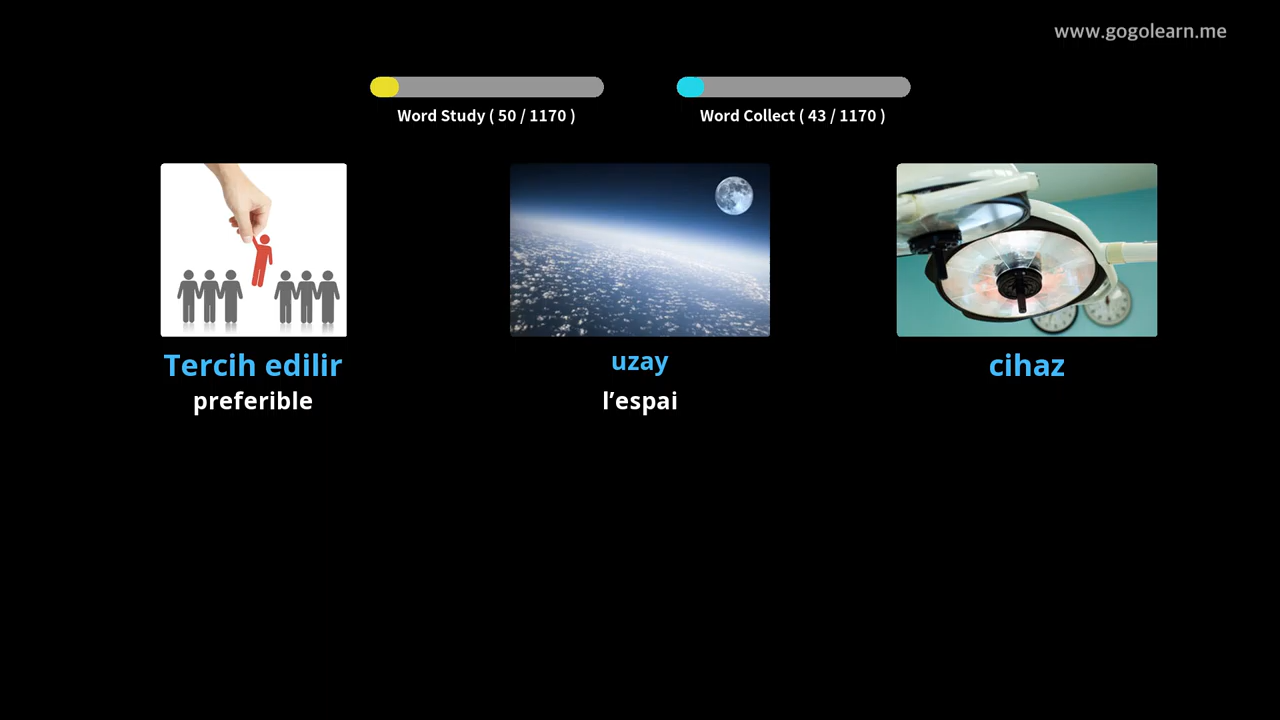 www.gogolearn.me
Word Study ( 50 / 1170 )
Word Collect ( 43 / 1170 )
Tercih edilir
preferible
uzay
l’espai
cihaz